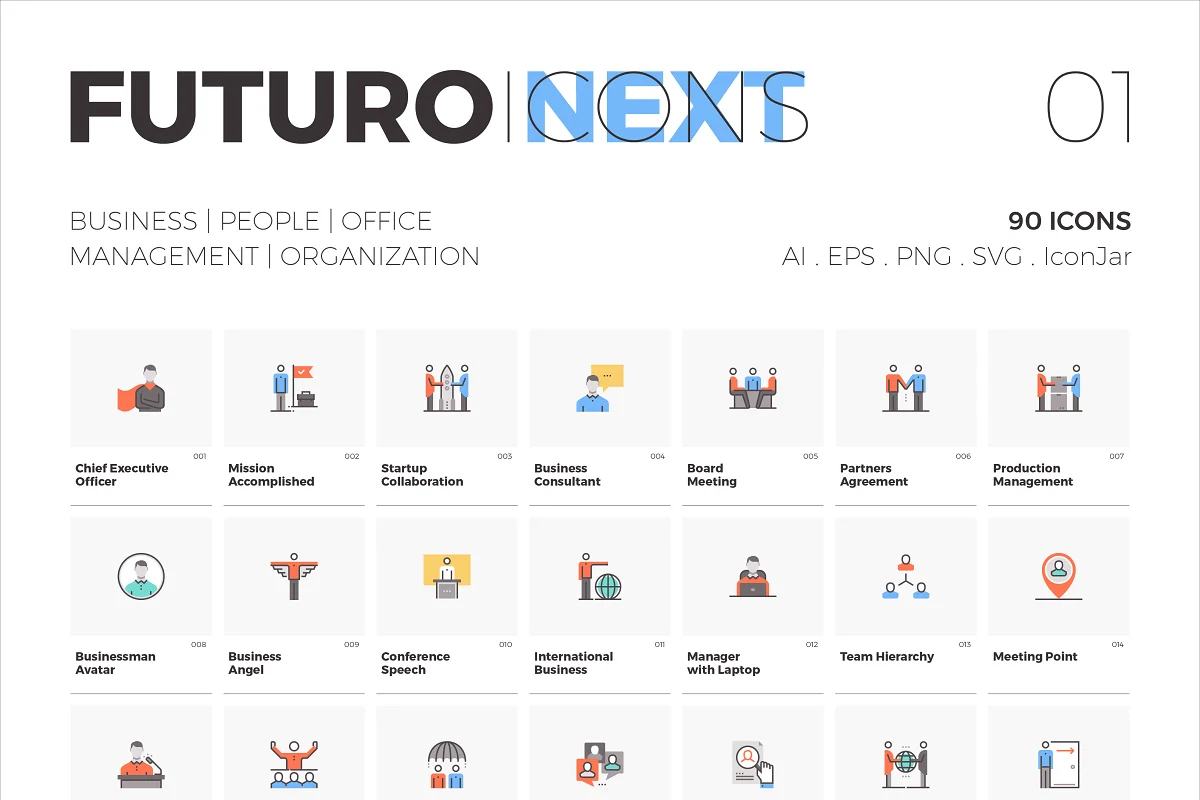 FUTURO | NEXT ICONS 01
BUSINESS | PEOPLE | OFFICE
MANAGEMENT | ORGANIZATION
90 ICONS
AI . EPS . PNG . SVG . IconJar
001
Chief Executive
Officer
002
Mission
Accomplished
003
Startup
Collaboration
004
Business
Consultant
005
Board
Meeting
006
Partners
Agreement
007
Production
Management
008
Businessman
Avatar
009
Business
Angel
010
Conference
Speech
011
International
Business
012
Manager
with Laptop
013
Team Hierarchy
014
Meeting Point